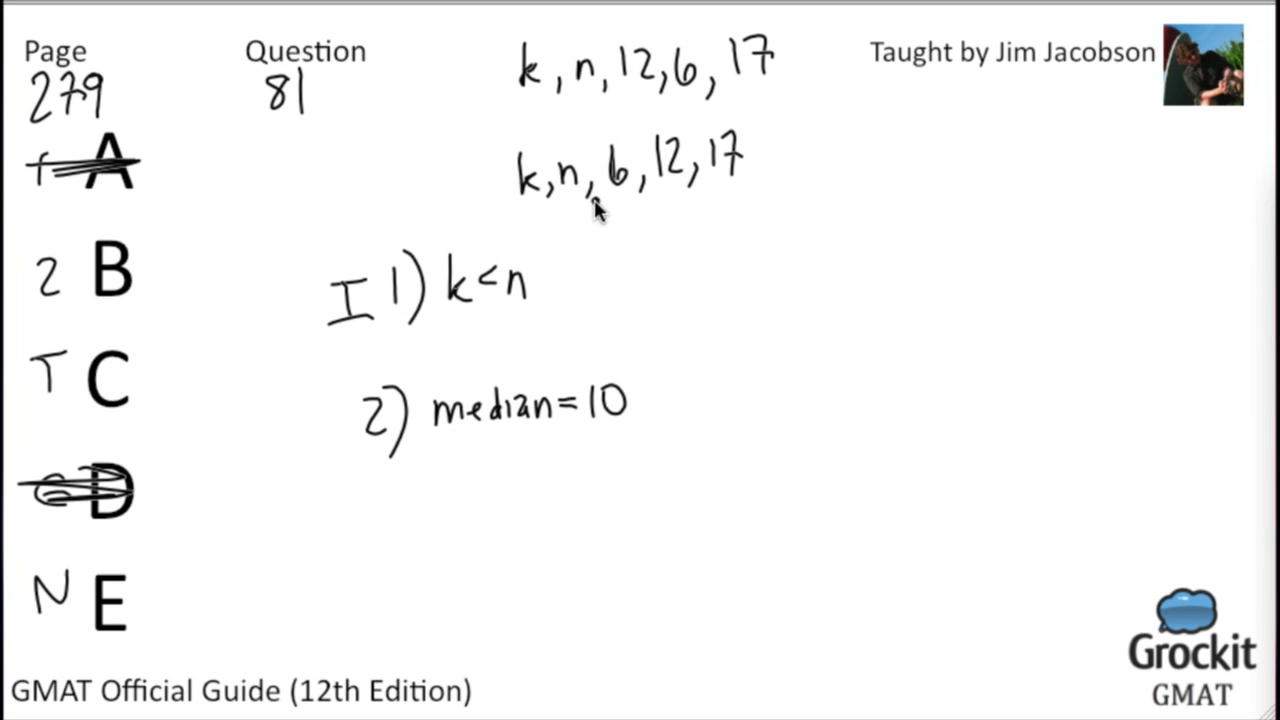 Page
Question
k, n, 12, 6, 17
Taught by Jim Jacobson
279
81
1 A
k, n, 6, 12, 17
2 B
I 1) k < n
T C
2) median = 10
D
N E
Grockit
GMAT
GMAT Official Guide (12th Edition)